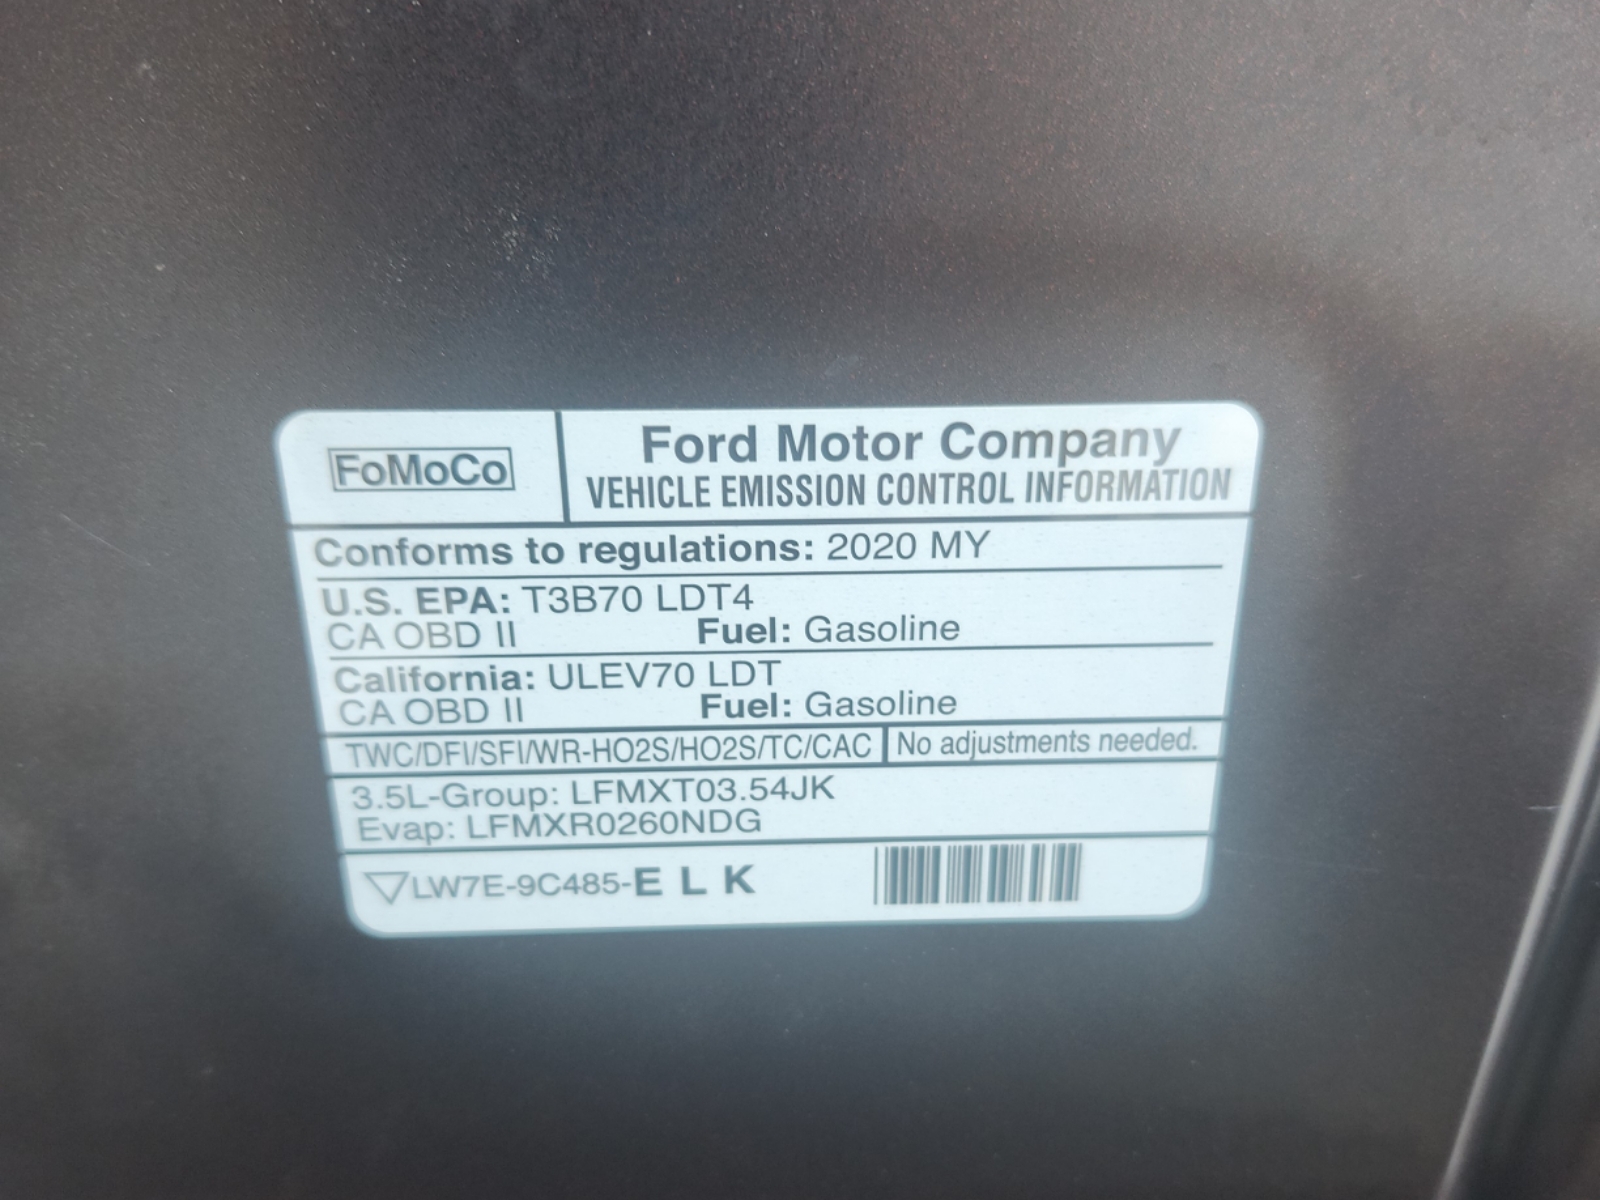 FoMoCo
Ford Motor Company
VEHICLE EMISSION CONTROL INFORMATION
Conforms to regulations: 2020 MY
U.S. EPA: T3B70 LDT4
CA OBD II Fuel: Gasoline
California: ULEV70 LDT
CA OBD II Fuel: Gasoline
TWC/DFI/SFI/WR-HO2S/HO2S/TC/CAC No adjustments needed.
3.5L-Group: LFMXT03.54JK
Evap: LFMXR0260NDG
LW7E-9C485-E L K